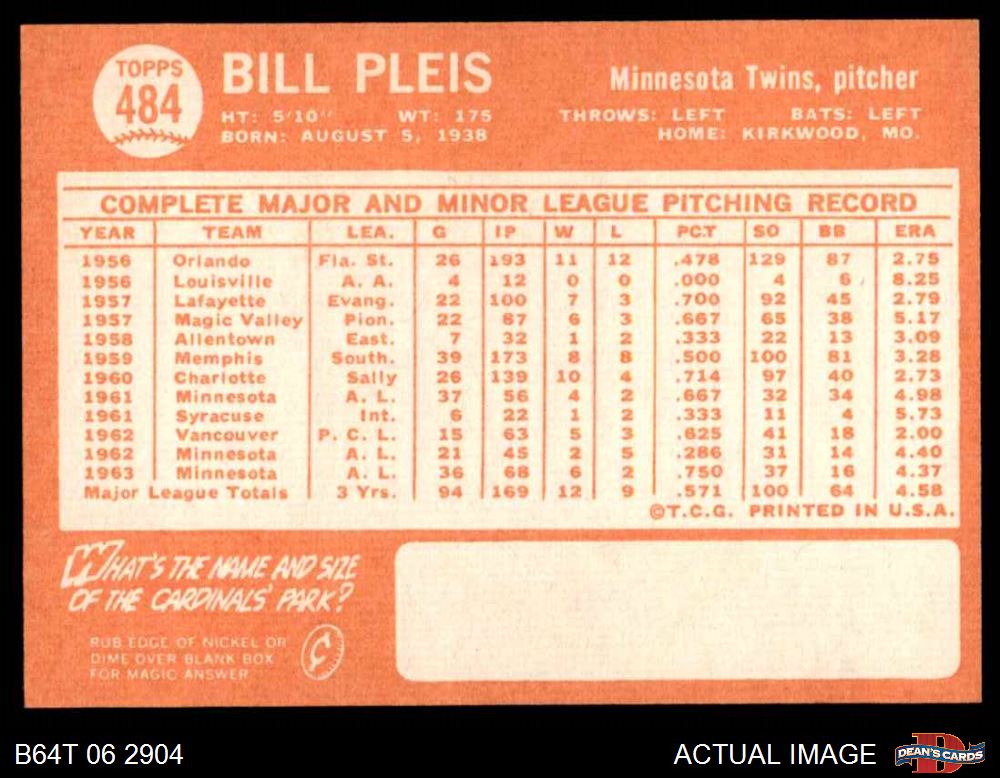 TOPPS
484
BILL PLEIS
Minnesota Twins, pitcher
HT: 5'10" WT: 175
THROWS: LEFT BATS: LEFT
BORN: AUGUST 5, 1938
HOME: KIRKWOOD, MO.
COMPLETE MAJOR AND MINOR LEAGUE PITCHING RECORD
YEAR TEAM LEA. G IP W L PCT SO BB ERA
1956 Orlando Fla. St. 26 193 11 12 .478 129 87 2.75
1956 Louisville A. A. 4 12 0 0 .000 4 6 8.25
1957 Lafayette Evang. 22 100 7 3 .700 92 45 2.79
1957 Magic Valley Pion. 22 87 6 3 .667 65 38 5.17
1958 Allentown East. 7 32 1 2 .333 22 13 3.09
1959 Memphis South. 39 173 8 8 .500 100 81 3.28
1960 Charlotte Sally 26 139 10 4 .714 97 40 2.73
1961 Minnesota A. L. 37 56 4 2 .667 32 34 4.98
1961 Syracuse Int. 6 22 1 2 .333 11 4 5.73
1962 Vancouver P. C. L. 15 63 5 3 .625 41 18 2.00
1962 Minnesota A. L. 21 45 2 5 .286 31 14 4.40
1963 Minnesota A. L. 36 68 6 2 .750 37 16 4.37
Major League Totals 3 Yrs. 94 169 12 9 .571 100 64 4.58
©T.C.G. PRINTED IN U.S.A.
WHAT'S THE NAME AND SIZE
OF THE CARDINALS' PARK?
RUB EDGE OF NICKEL OR
DIME OVER BLANK BOX
FOR MAGIC ANSWER
B64T 06 2904
ACTUAL IMAGE
DEAN'S CARDS